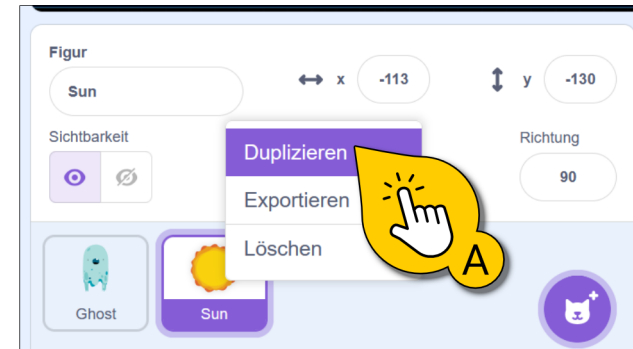 Figur
Sun
x
-113
y
-130
Sichtbarkeit
Richtung
90
Duplizieren
Exportieren
Löschen
A
Ghost
Sun